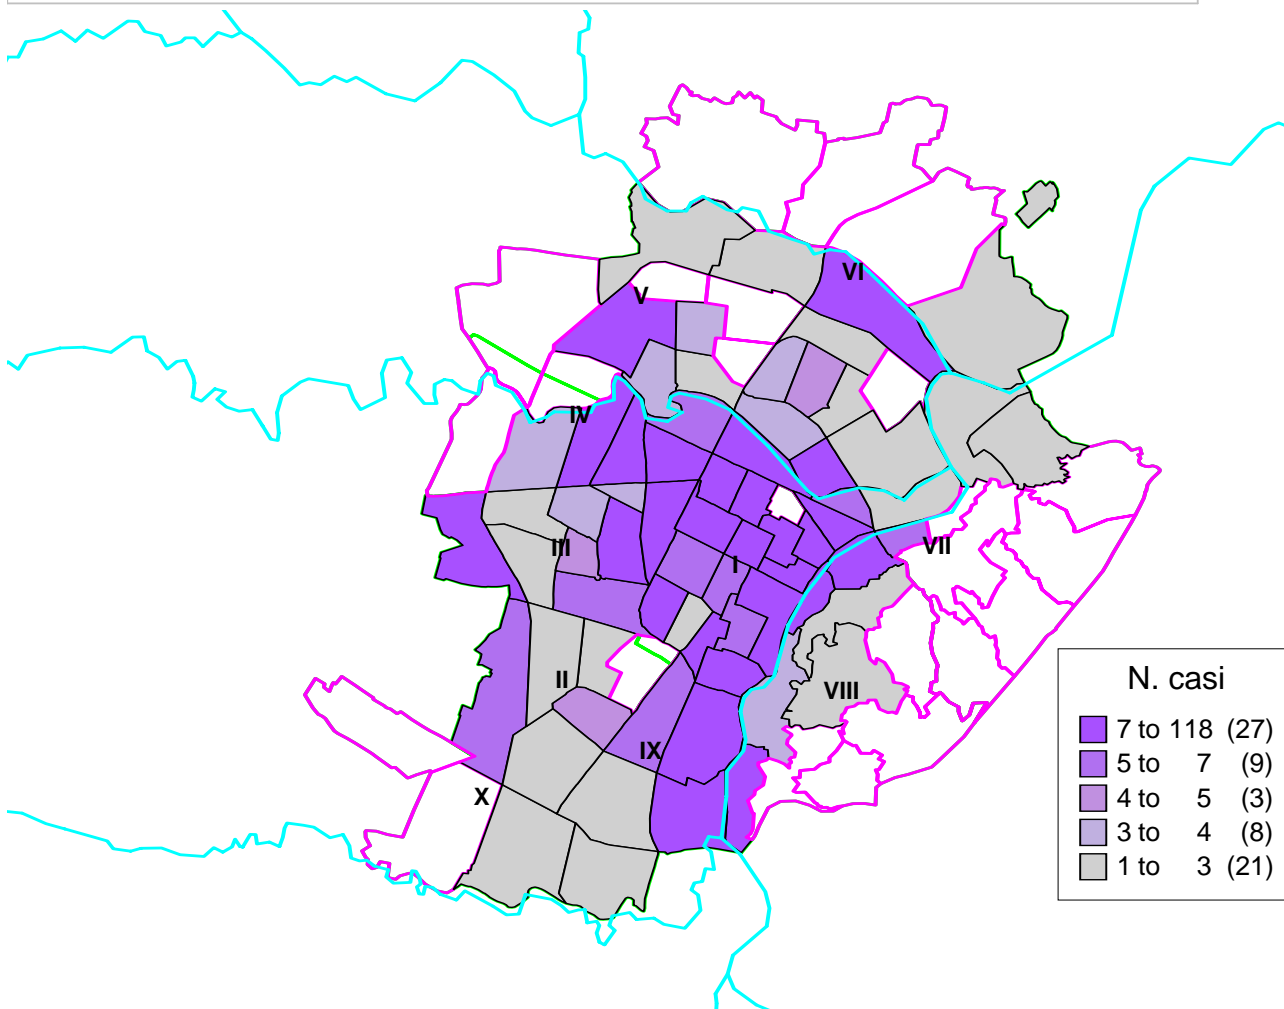 VI
V
IV
III
VII
I
II
VIII
IX
X
N. casi
7 to 118 (27)
5 to 7 (9)
4 to 5 (3)
3 to 4 (8)
1 to 3 (21)